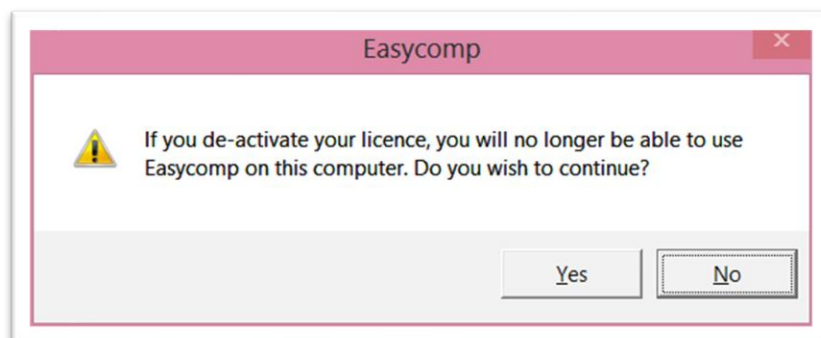 Easycomp
If you de-activate your licence, you will no longer be able to use
Easycomp on this computer. Do you wish to continue?
Yes
No